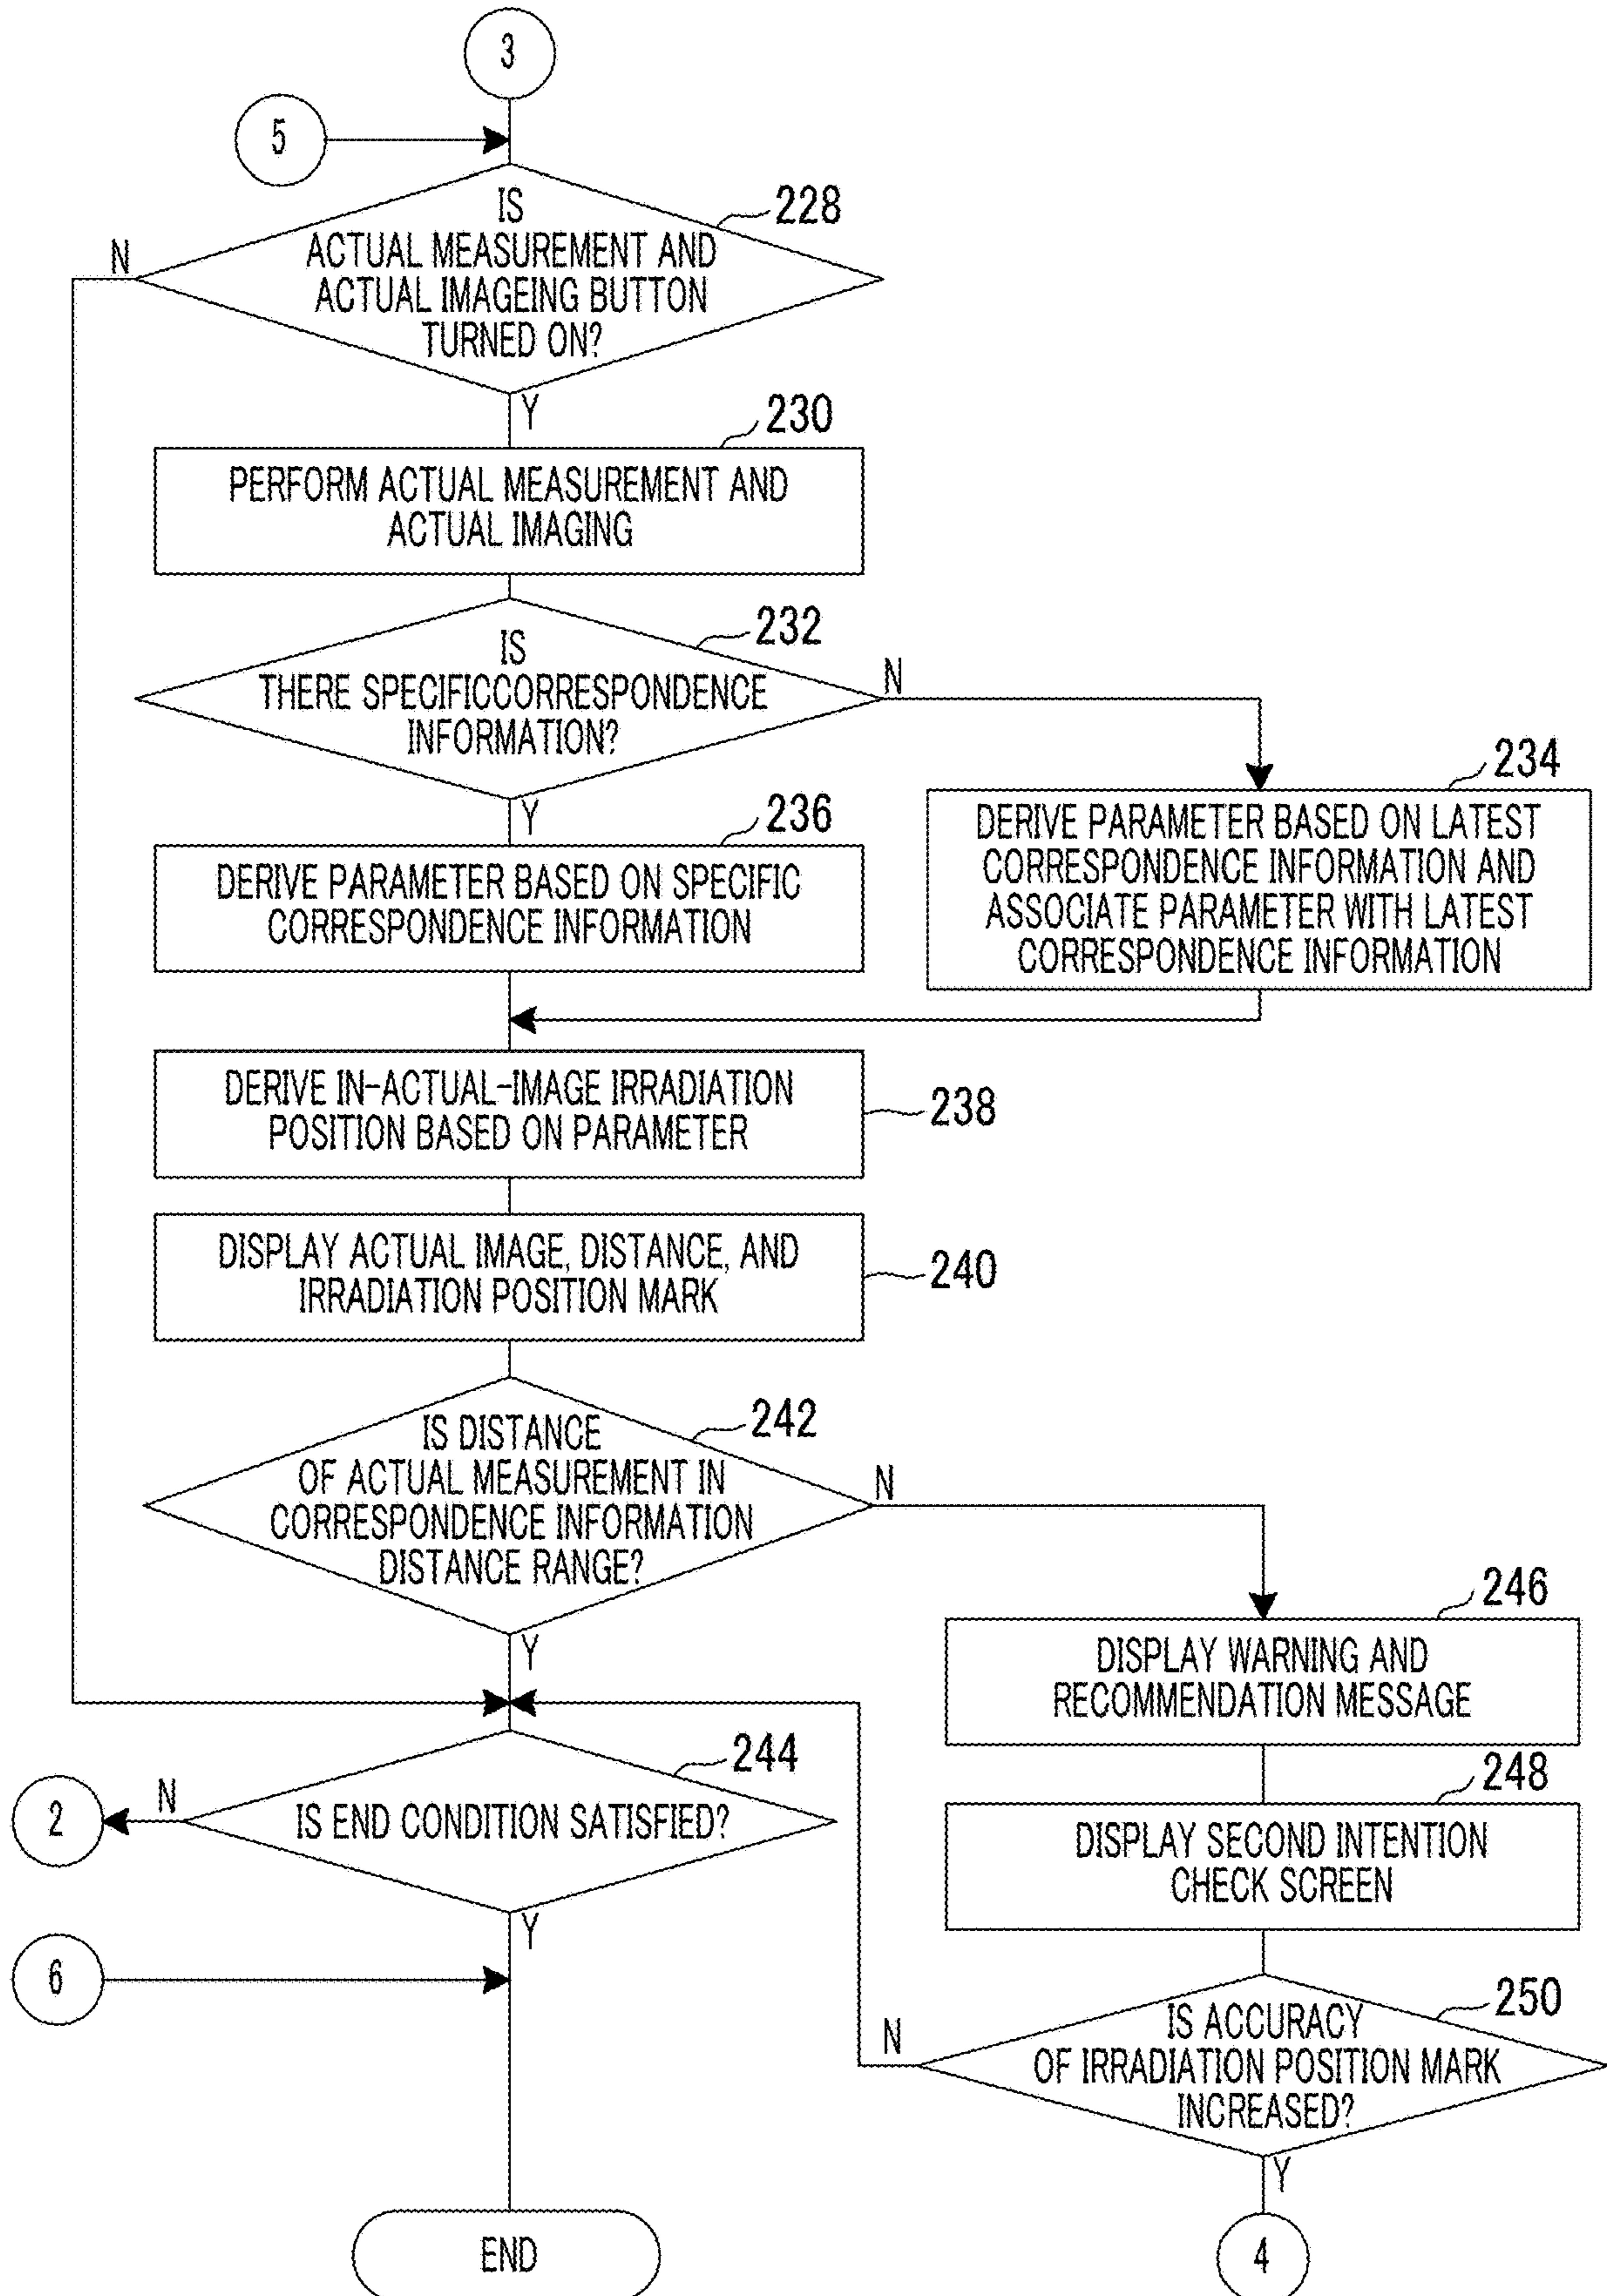 3
5
IS
ACTUAL MEASUREMENT AND
ACTUAL IMAGEING BUTTON
TURNED ON?
228
N
Y
230
PERFORM ACTUAL MEASUREMENT AND
ACTUAL IMAGING
232
IS
THERE SPECIFICCORRESPONDENCE
INFORMATION?
N
Y
234
DERIVE PARAMETER BASED ON LATEST
CORRESPONDENCE INFORMATION AND
ASSOCIATE PARAMETER WITH LATEST
CORRESPONDENCE INFORMATION
236
DERIVE PARAMETER BASED ON SPECIFIC
CORRESPONDENCE INFORMATION
DERIVE IN-ACTUAL-IMAGE IRRADIATION
POSITION BASED ON PARAMETER
238
DISPLAY ACTUAL IMAGE, DISTANCE, AND
IRRADIATION POSITION MARK
240
242
IS DISTANCE
OF ACTUAL MEASUREMENT IN
CORRESPONDENCE INFORMATION
DISTANCE RANGE?
N
Y
246
DISPLAY WARNING AND
RECOMMENDATION MESSAGE
244
IS END CONDITION SATISFIED?
N
2
Y
248
DISPLAY SECOND INTENTION
CHECK SCREEN
6
250
IS ACCURACY
OF IRRADIATION POSITION MARK
INCREASED?
N
Y
END
4